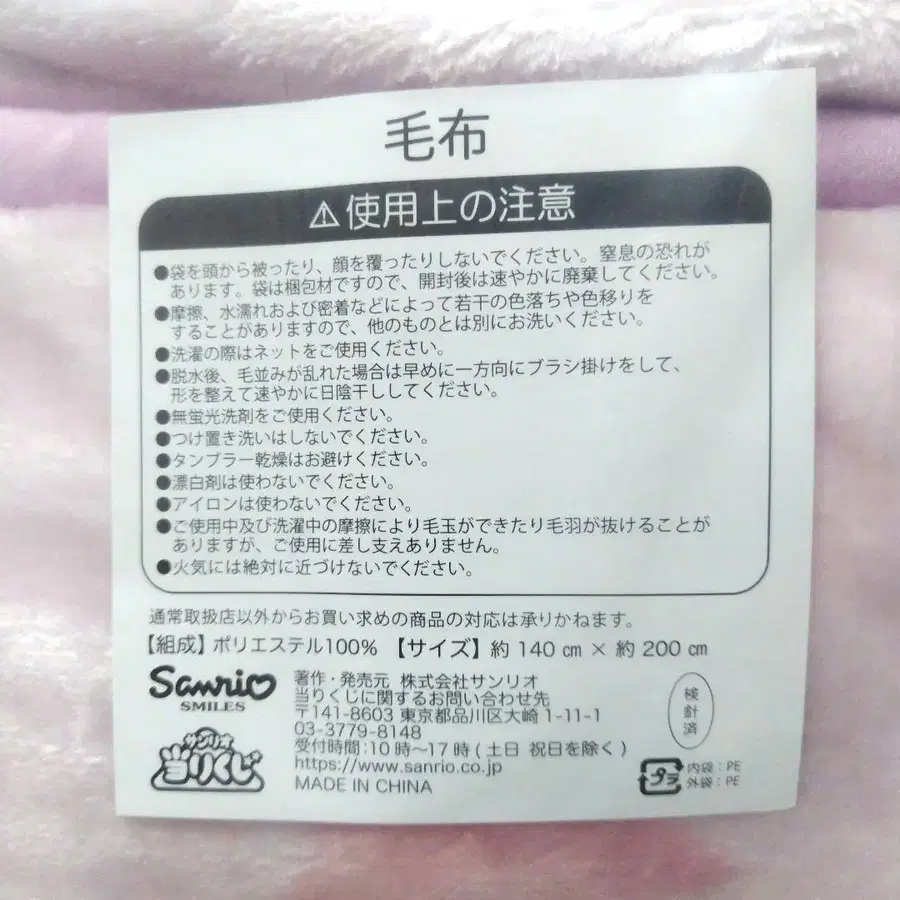 毛布
⚠使用上の注意
●袋を頭から被ったり、顔を覆ったりしないでください。窒息の恐れが
あります。袋は梱包材ですので、開封後は速やかに廃棄してください。
●摩擦、水濡れおよび密着などによって若干の色落ちや色移りを
することがありますので、他のものとは別にお洗いください。
●洗濯の際はネットをご使用ください。
●脱水後、毛並みが乱れた場合は早めに一方向にブラシ掛けをして、
形を整えて速やかに日陰干ししてください。
●無蛍光洗剤をご使用ください。
●つけ置き洗いはしないでください。
●タンブラー乾燥はお避けください。
●漂白剤は使わないでください。
●アイロンは使わないでください。
●ご使用中及び洗濯中の摩擦により毛玉ができたり毛羽が抜けることが
ありますが、ご使用に差し支えありません。
●火気には絶対に近づけないでください。
通常取扱店以外からお買い求めの商品の対応は承りかねます。
【組成】ポリエステル100% 【サイズ】約 140 ㎝ × 約 200 ㎝
Sanrio
SMILES
サンリオ
当りくじ
著作・発売元 株式会社サンリオ
当りくじに関するお問い合わせ先
〒141-8603 東京都品川区大崎 1-11-1
03-3779-8148
受付時間:10時〜17時(土日 祝日を除く)
https://www.sanrio.co.jp
MADE IN CHINA
検針済
プラ
内袋:PE
外袋:PE